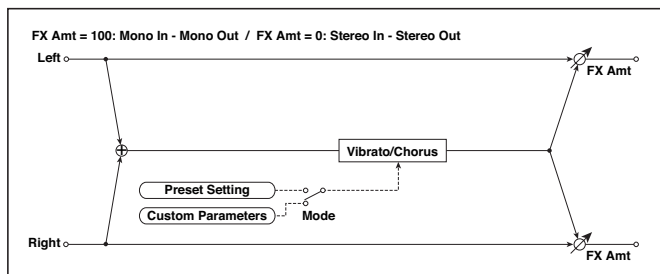 FX Amt = 100: Mono In - Mono Out / FX Amt = 0: Stereo In - Stereo Out
Left
FX Amt
Vibrato/Chorus
Preset Setting
Custom Parameters
Mode
Right
FX Amt